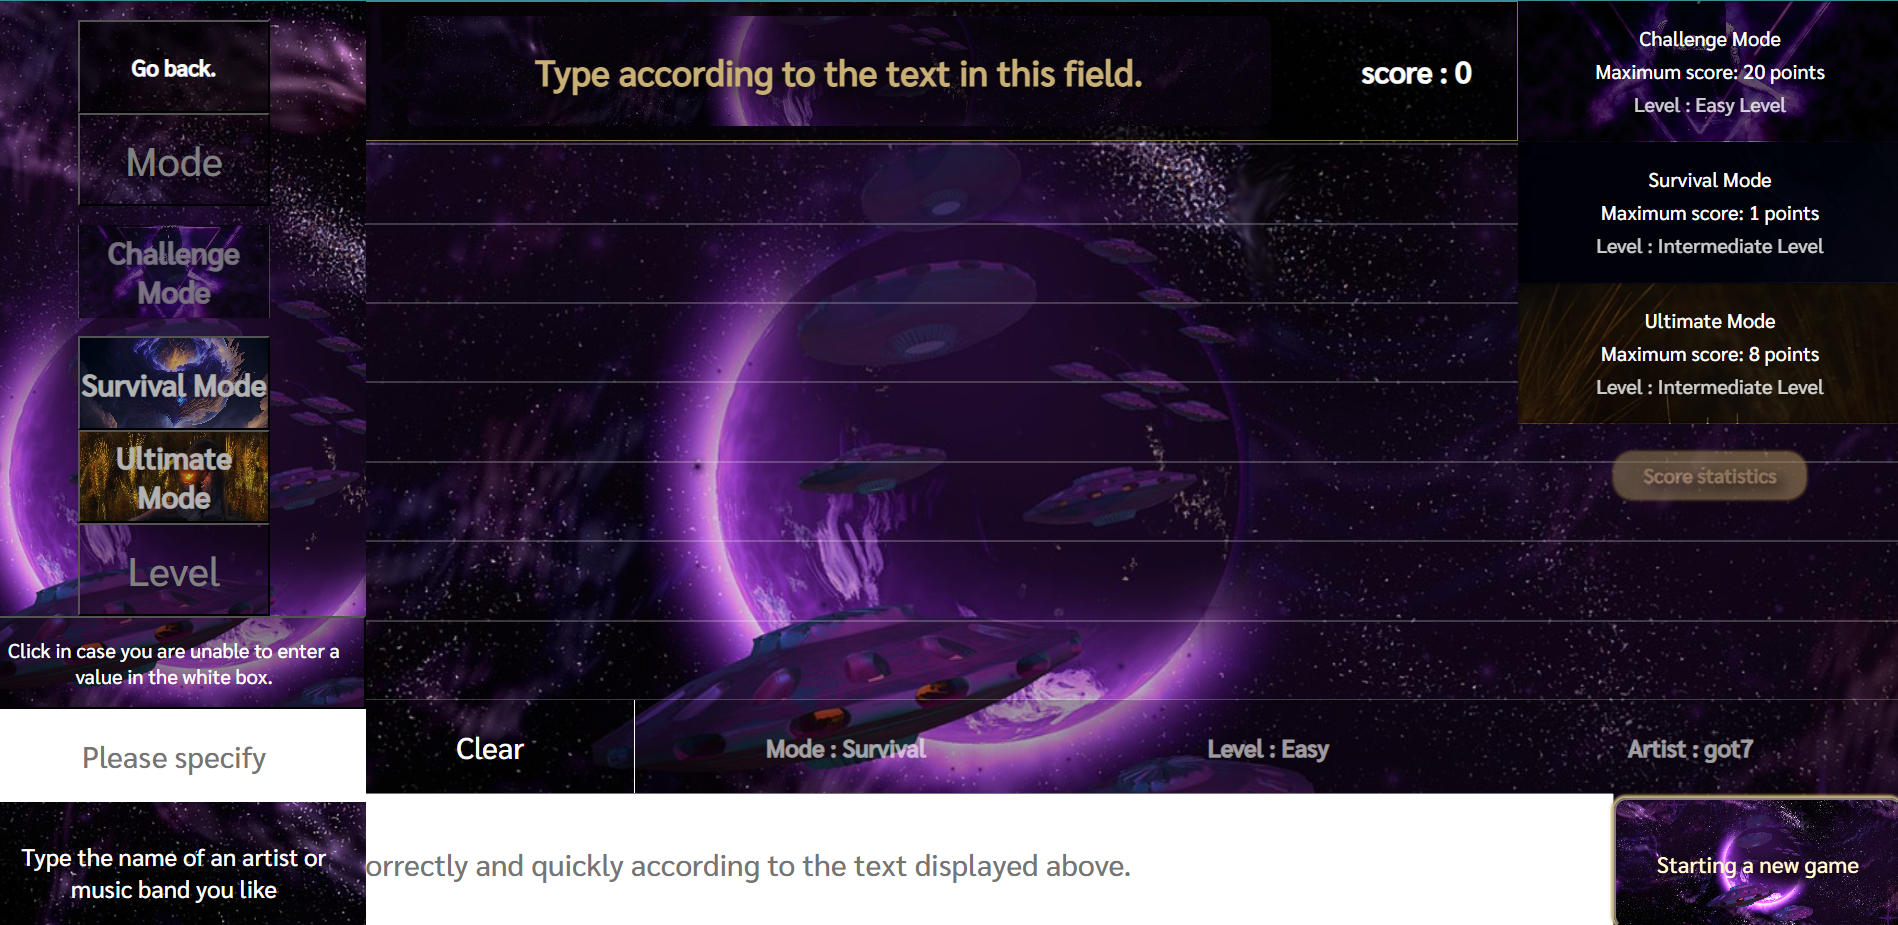 Go back.
Mode
Challenge
Mode
Survival Mode
Ultimate
Mode
Level
Click in case you are unable to enter a
value in the white box.
Please specify
Type the name of an artist or
music band you like
Type according to the text in this field.
score : 0
Clear
Mode : Survival
Level : Easy
Artist : got7
orrectly and quickly according to the text displayed above.
Starting a new game
Challenge Mode
Maximum score: 20 points
Level : Easy Level
Survival Mode
Maximum score: 1 points
Level : Intermediate Level
Ultimate Mode
Maximum score: 8 points
Level : Intermediate Level
Score statistics